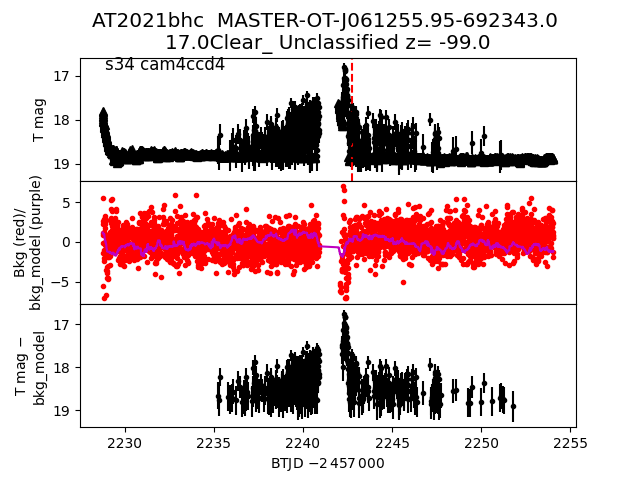 AT2021bhc  MASTER-OT-J061255.95-692343.0
17.0Clear_ Unclassified z= -99.0
s34 cam4ccd4
T mag
17
18
19
Bkg (red)/
bkg_model (purple)
5
0
−5
T mag −
bkg_model
17
18
19
2230 2235 2240 2245 2250 2255
BTJD −2 457 000